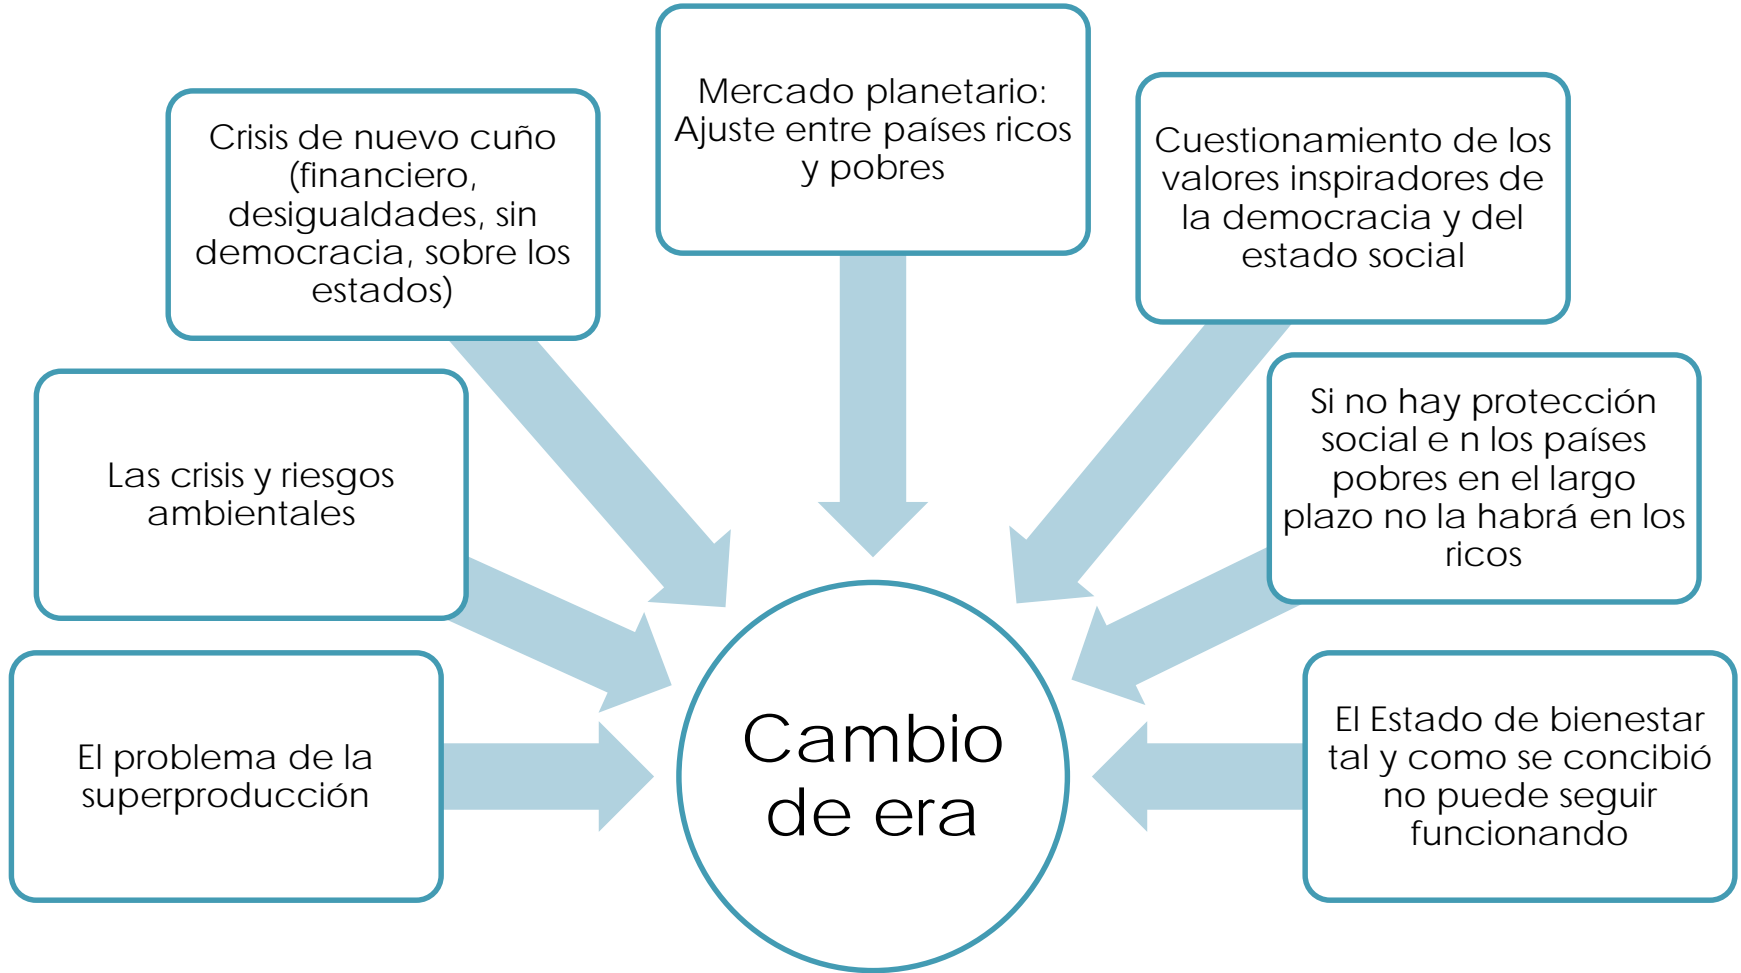 Mercado planetario:
Ajuste entre países ricos
y pobres
Crisis de nuevo cuño
(financiero,
desigualdades, sin
democracia, sobre los
estados)
Cuestionamiento de los
valores inspiradores de
la democracia y del
estado social
Las crisis y riesgos
ambientales
Si no hay protección
social e n los países
pobres en el largo
plazo no la habrá en los
ricos
El problema de la
superproducción
Cambio
de era
El Estado de bienestar
tal y como se concibió
no puede seguir
funcionando